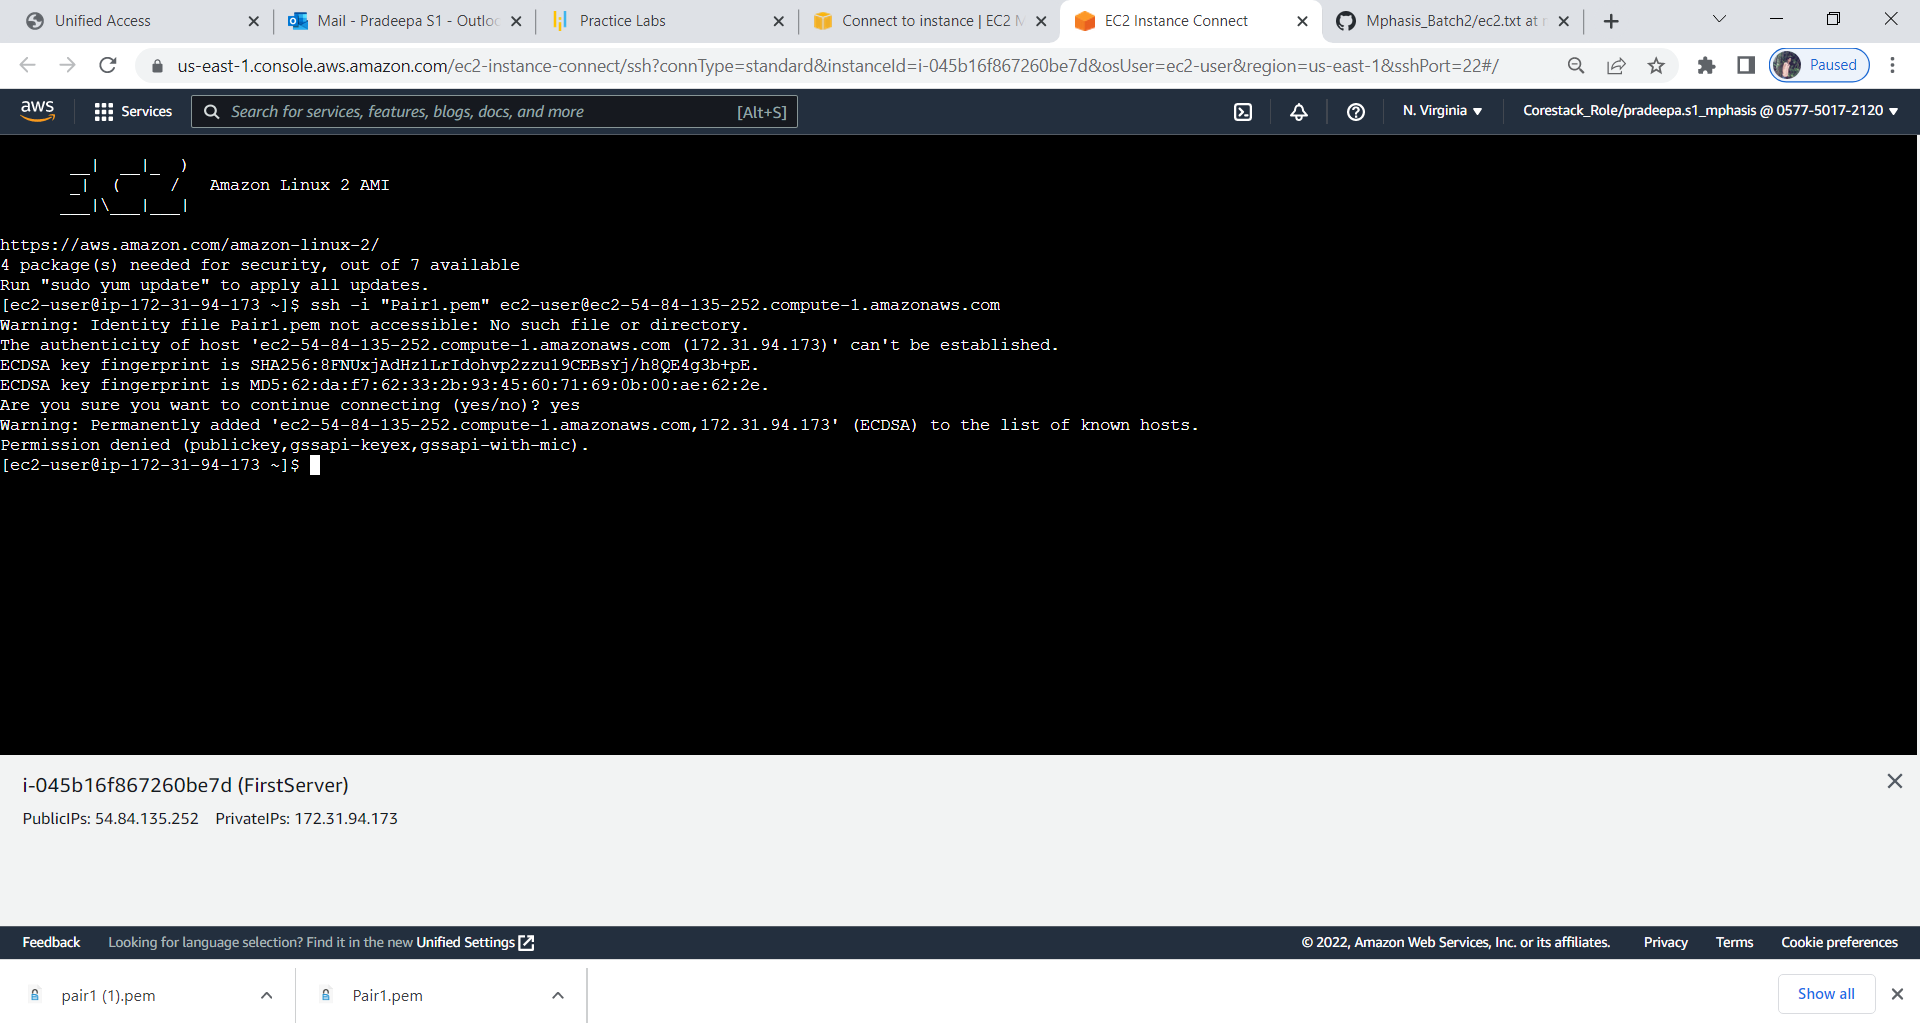 Unified Access
Mail - Pradeepa S1 - Outlo
Practice Labs
Connect to instance | EC2 M
EC2 Instance Connect
Mphasis_Batch2/ec2.txt at
us-east-1.console.aws.amazon.com/ec2-instance-connect/ssh?connType=standard&instanceId=i-045b16f867260be7d&osUser=ec2-user&region=us-east-1&sshPort=22#/
Paused
aws
Services
Search for services, features, blogs, docs, and more
[Alt+S]
N. Virginia
Corestack_Role/pradeepa.s1_mphasis @ 0577-5017-2120
       __|  __|_  )
       _|  (     /   Amazon Linux 2 AMI
      ___|\___|___|
https://aws.amazon.com/amazon-linux-2/
4 package(s) needed for security, out of 7 available
Run "sudo yum update" to apply all updates.
[ec2-user@ip-172-31-94-173 ~]$ ssh -i "Pair1.pem" ec2-user@ec2-54-84-135-252.compute-1.amazonaws.com
Warning: Identity file Pair1.pem not accessible: No such file or directory.
The authenticity of host 'ec2-54-84-135-252.compute-1.amazonaws.com (172.31.94.173)' can't be established.
ECDSA key fingerprint is SHA256:8FNUxjAdHz1LrIdohvp2zzu19CEBsYj/h8QE4g3b+pE.
ECDSA key fingerprint is MD5:62:da:f7:62:33:2b:93:45:60:71:69:0b:00:ae:62:2e.
Are you sure you want to continue connecting (yes/no)? yes
Warning: Permanently added 'ec2-54-84-135-252.compute-1.amazonaws.com,172.31.94.173' (ECDSA) to the list of known hosts.
Permission denied (publickey,gssapi-keyex,gssapi-with-mic).
[ec2-user@ip-172-31-94-173 ~]$
i-045b16f867260be7d (FirstServer)
PublicIPs: 54.84.135.252 PrivateIPs: 172.31.94.173
Feedback
Looking for language selection? Find it in the new Unified Settings
© 2022, Amazon Web Services, Inc. or its affiliates.
Privacy
Terms
Cookie preferences
pair1 (1).pem
Pair1.pem
Show all